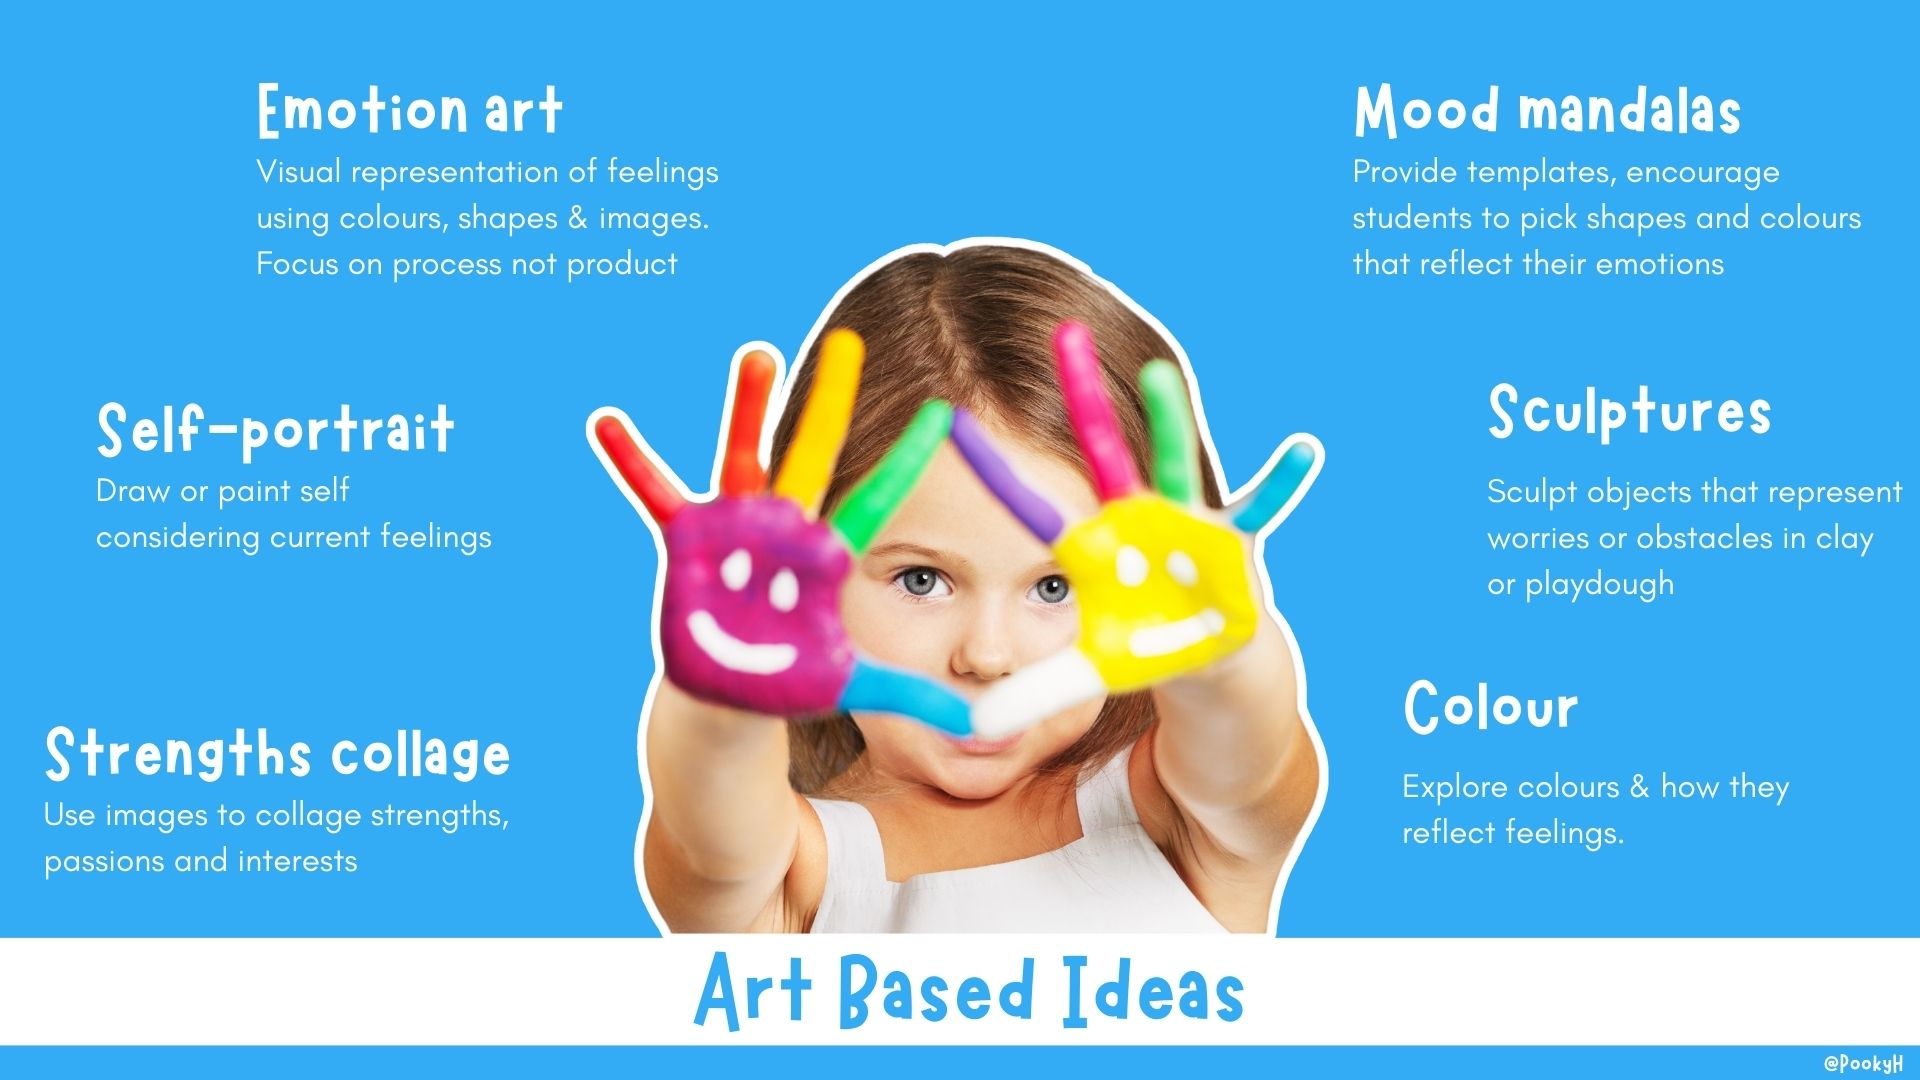 Emotion art
Visual representation of feelings
using colours, shapes & images.
Focus on process not product
Self-portrait
Draw or paint self
considering current feelings
Strengths collage
Use images to collage strengths,
passions and interests
Mood mandalas
Provide templates, encourage
students to pick shapes and colours
that reflect their emotions
Sculptures
Sculpt objects that represent
worries or obstacles in clay
or playdough
Colour
Explore colours & how they
reflect feelings.
Art Based Ideas
@PookyH